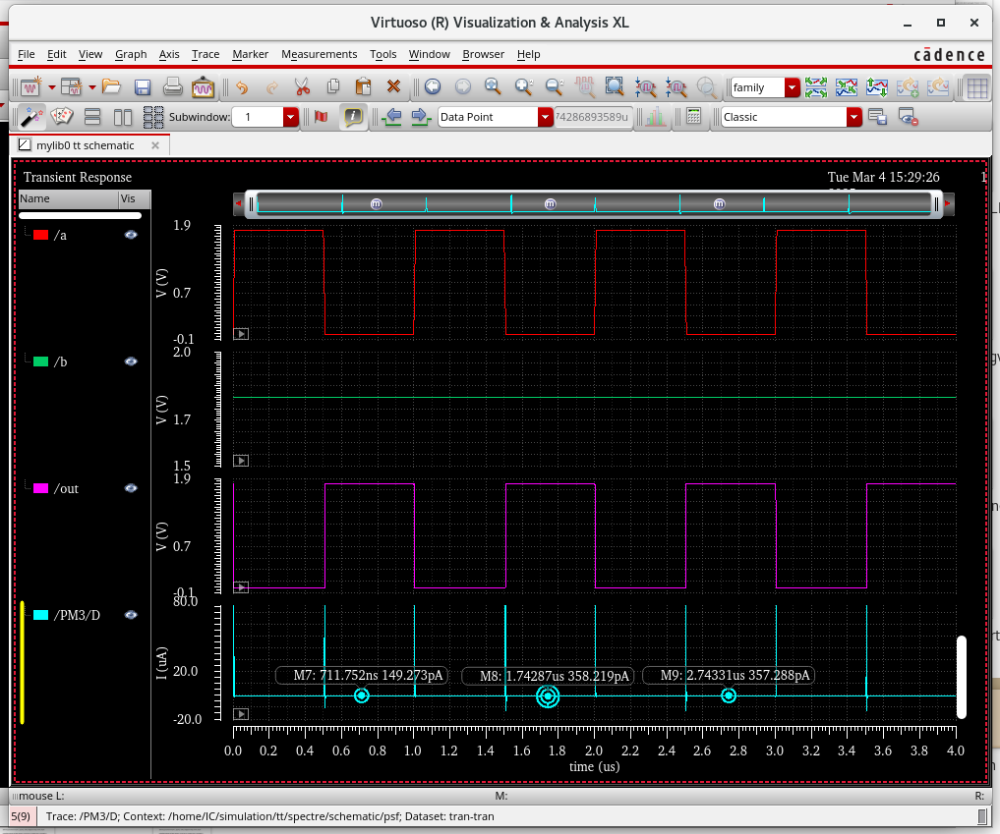 Virtuoso (R) Visualization & Analysis XL
File Edit View Graph Axis Trace Marker Measurements Tools Window Browser Help
cādence
family
Subwindow: 1
Data Point
74286893589u
Classic
mylib0 tt schematic
Transient Response
Tue Mar 4 15:29:26
1
Name Vis
/a
1.9
V (V)
0.7
-0.1
/b
2.0
V (V)
1.7
1.5
/out
1.9
V (V)
0.7
-0.1
/PM3/D
80.0
I (uA)
20.0
-20.0
M7: 711.752ns 149.273pA
M8: 1.74287us 358.219pA
M9: 2.74331us 357.288pA
0.0 0.2 0.4 0.6 0.8 1.0 1.2 1.4 1.6 1.8 2.0 2.2 2.4 2.6 2.8 3.0 3.2 3.4 3.6 3.8 4.0
time (us)
mouse L: M: R:
5(9) Trace: /PM3/D; Context: /home/IC/simulation/tt/spectre/schematic/psf; Dataset: tran-tran